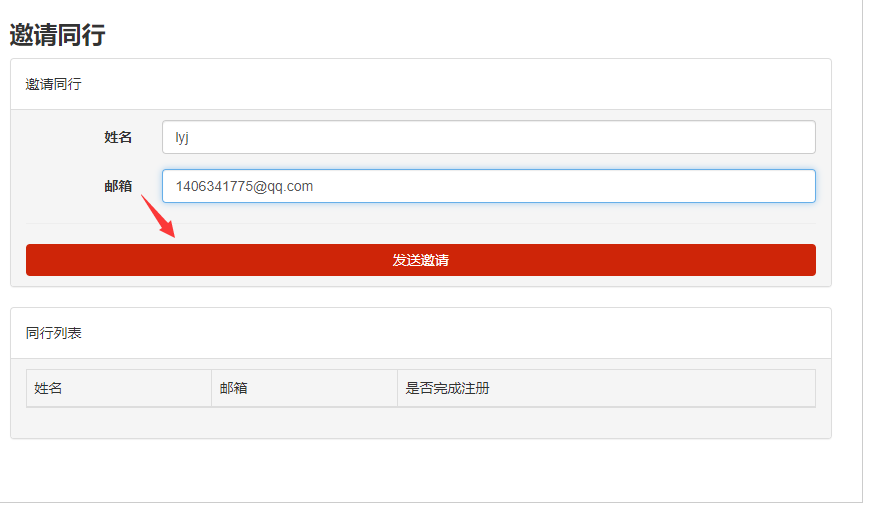 邀请同行
邀请同行
姓名 lyj
邮箱 1406341775@qq.com
发送邀请
同行列表
姓名 邮箱 是否完成注册